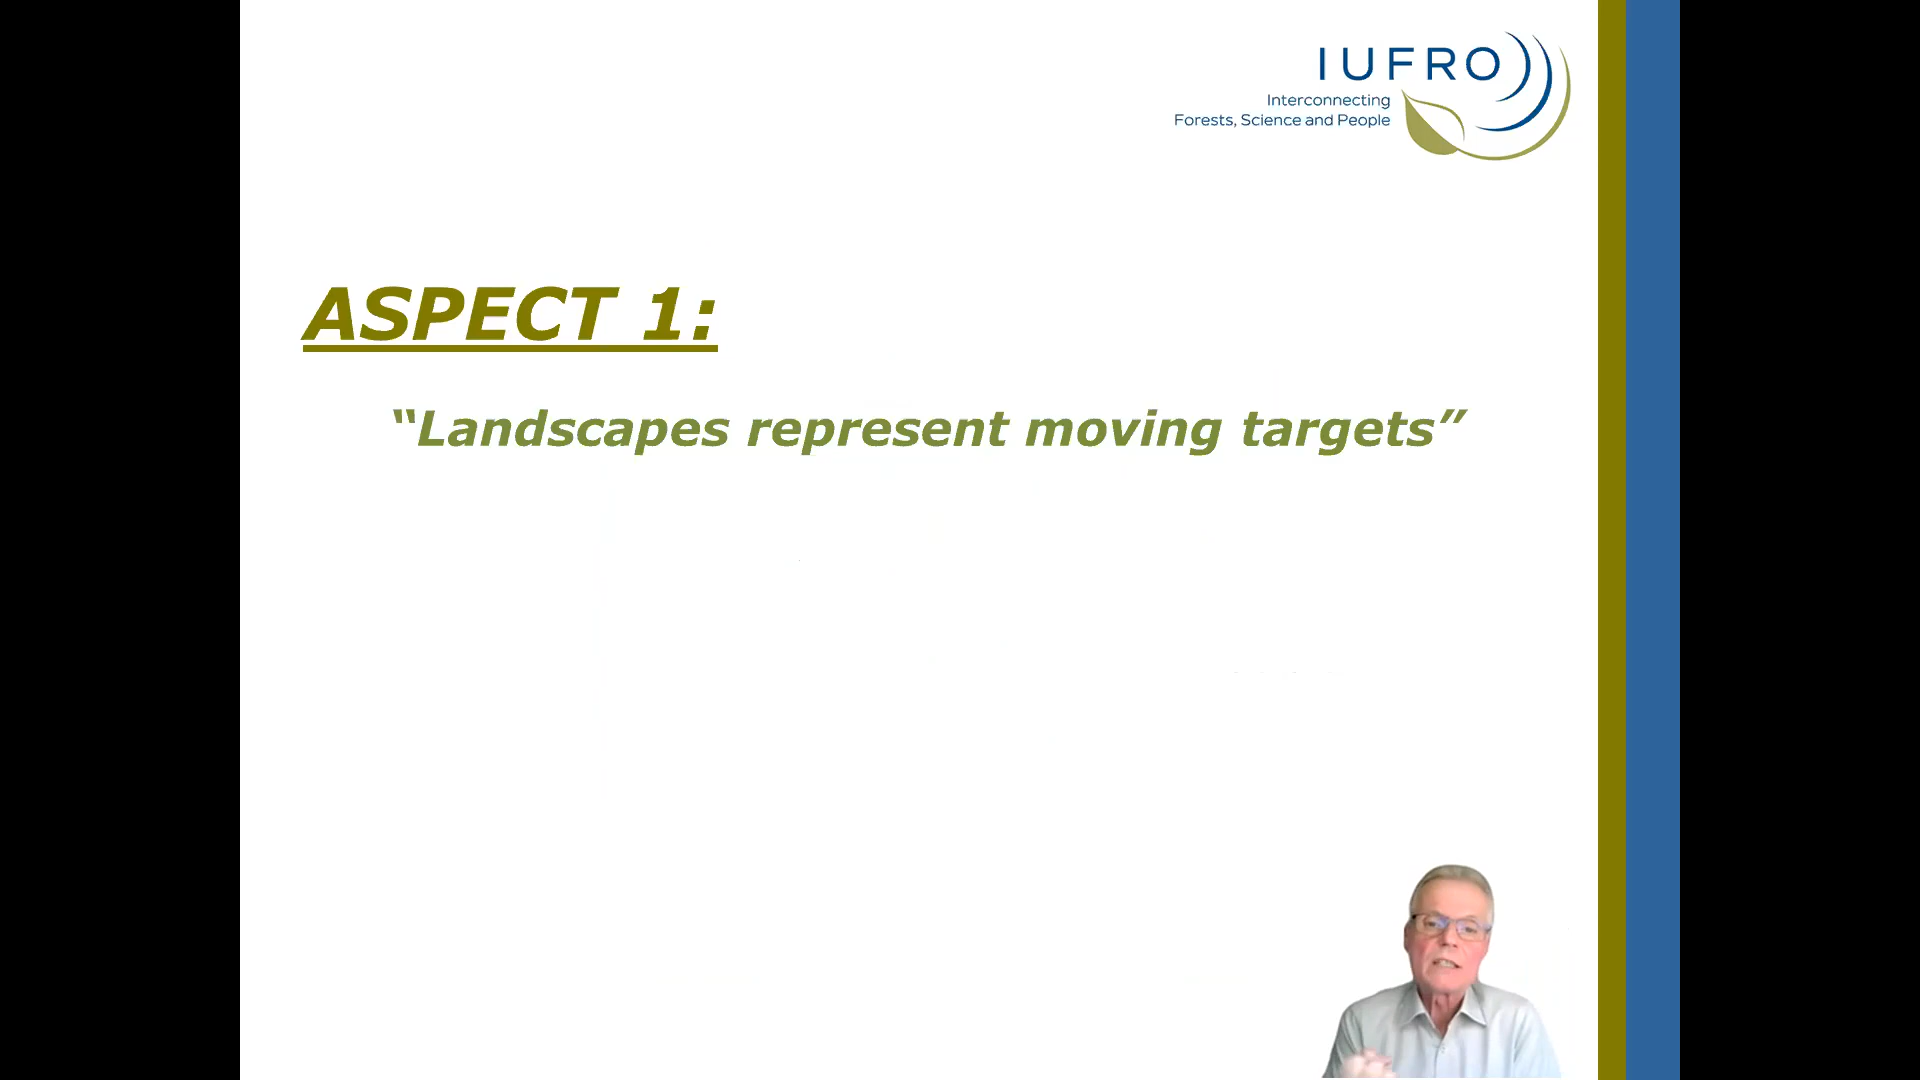 IUFRO
Interconnecting
Forests, Science and People
ASPECT 1:
“Landscapes represent moving targets”